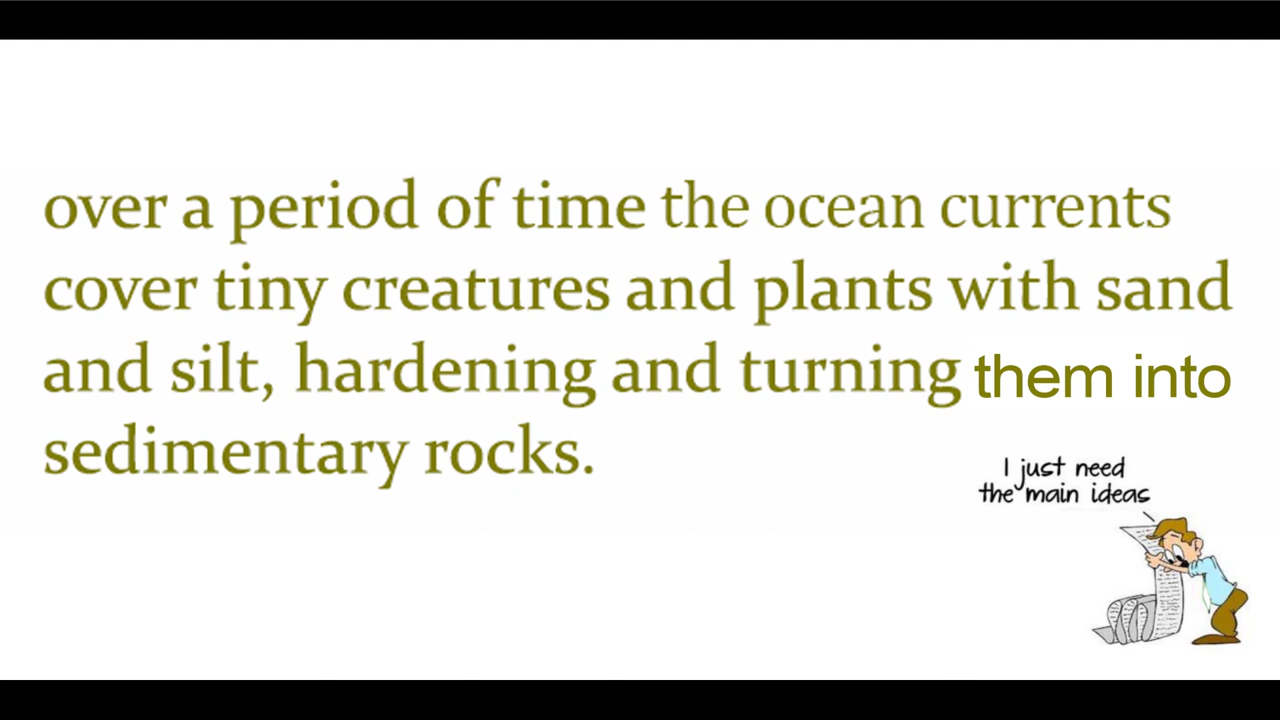 over a period of time the ocean currents
cover tiny creatures and plants with sand
and silt, hardening and turning them into
sedimentary rocks.
I just need
the main ideas